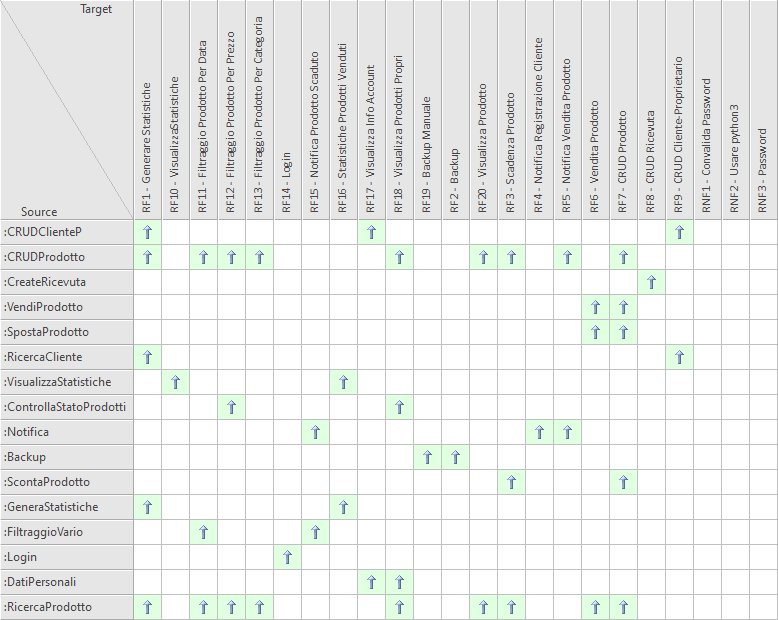 Target
Source
RF1 - Generare Statistiche
RF10 - VisualizzaStatistiche
RF11 - Filtraggio Prodotto Per Data
RF12 - Filtraggio Prodotto Per Prezzo
RF13 - Filtraggio Prodotto Per Categoria
RF14 - Login
RF15 - Notifica Prodotto Scaduto
RF16 - Statistiche Prodotti Venduti
RF17 - Visualizza Info Account
RF18 - Visualizza Prodotti Propri
RF19 - Backup Manuale
RF2 - Backup
RF20 - Visualizza Prodotto
RF3 - Scadenza Prodotto
RF4 - Notifica Registrazione Cliente
RF5 - Notifica Vendita Prodotto
RF6 - Vendita Prodotto
RF7 - CRUD Prodotto
RF8 - CRUD Ricevuta
RF9 - CRUD Cliente-Proprietario
RNF1 - Convalida Password
RNF2 - Usare python3
RNF3 - Password
:CRUDClienteP
:CRUDProdotto
:CreateRicevuta
:VendiProdotto
:SpostaProdotto
:RicercaCliente
:VisualizzaStatistiche
:ControllaStatoProdotti
:Notifica
:Backup
:ScontaProdotto
:GeneraStatistiche
:FiltraggioVario
:Login
:DatiPersonali
:RicercaProdotto